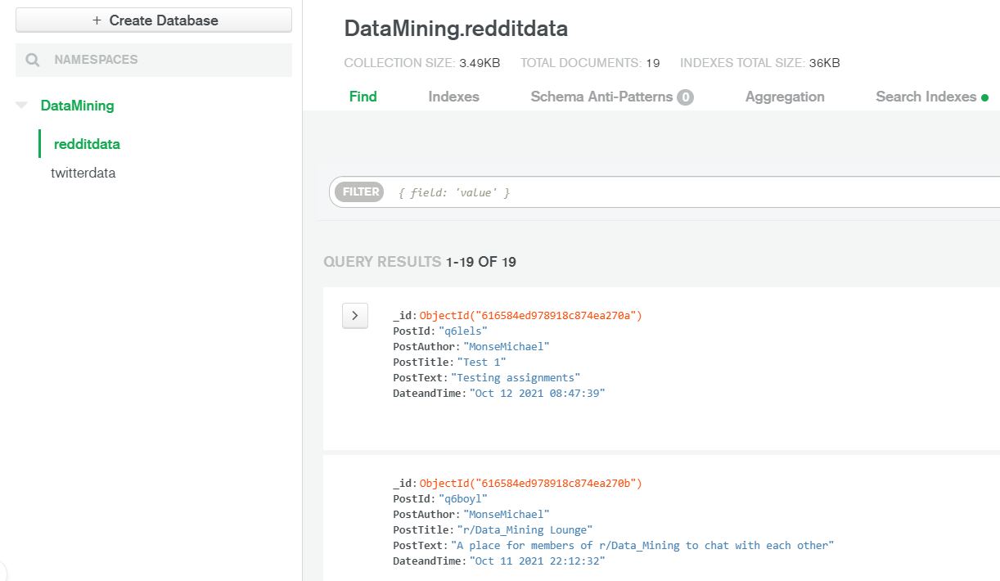 + Create Database
NAMESPACES
DataMining
redditdata
twitterdata
DataMining.redditdata
COLLECTION SIZE: 3.49KB TOTAL DOCUMENTS: 19 INDEXES TOTAL SIZE: 36KB
Find Indexes Schema Anti-Patterns 0 Aggregation Search Indexes
FILTER { field: 'value' }
QUERY RESULTS 1-19 OF 19
_id: ObjectId("616584ed978918c874ea270a")
PostId: "q6lels"
PostAuthor: "MonseMichael"
PostTitle: "Test 1"
PostText: "Testing assignments"
DateandTime: "Oct 12 2021 08:47:39"
_id: ObjectId("616584ed978918c874ea270b")
PostId: "q6boyl"
PostAuthor: "MonseMichael"
PostTitle: "r/Data_Mining Lounge"
PostText: "A place for members of r/Data_Mining to chat with each other"
DateandTime: "Oct 11 2021 22:12:32"